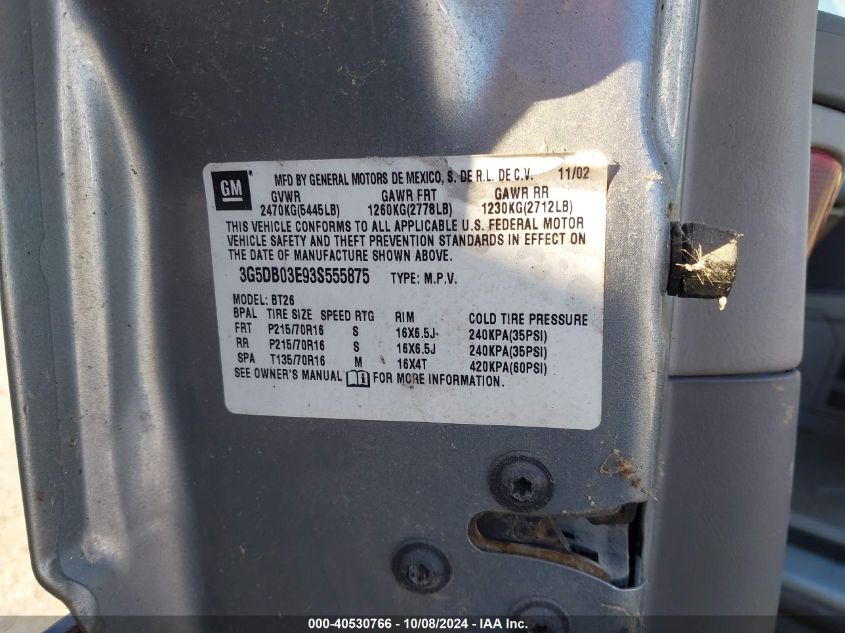 GM
MFD BY GENERAL MOTORS DE MEXICO, S. DE R.L. DE C.V. 11/02
GVWR GAWR FRT GAWR RR
2470KG(5445LB) 1260KG(2778LB) 1230KG(2712LB)
THIS VEHICLE CONFORMS TO ALL APPLICABLE U.S. FEDERAL MOTOR
VEHICLE SAFETY AND THEFT PREVENTION STANDARDS IN EFFECT ON
THE DATE OF MANUFACTURE SHOWN ABOVE.
3G5DB03E93S555875 TYPE: M.P.V.
MODEL: BT26
BPAL TIRE SIZE SPEED RTG RIM COLD TIRE PRESSURE
FRT P215/70R16 S 16X6.5J 240KPA(35PSI)
RR P215/70R16 S 16X6.5J 240KPA(35PSI)
SPA T135/70R16 M 16X4T 420KPA(60PSI)
SEE OWNER'S MANUAL FOR MORE INFORMATION.
000-40530766 - 10/08/2024 - IAA Inc.